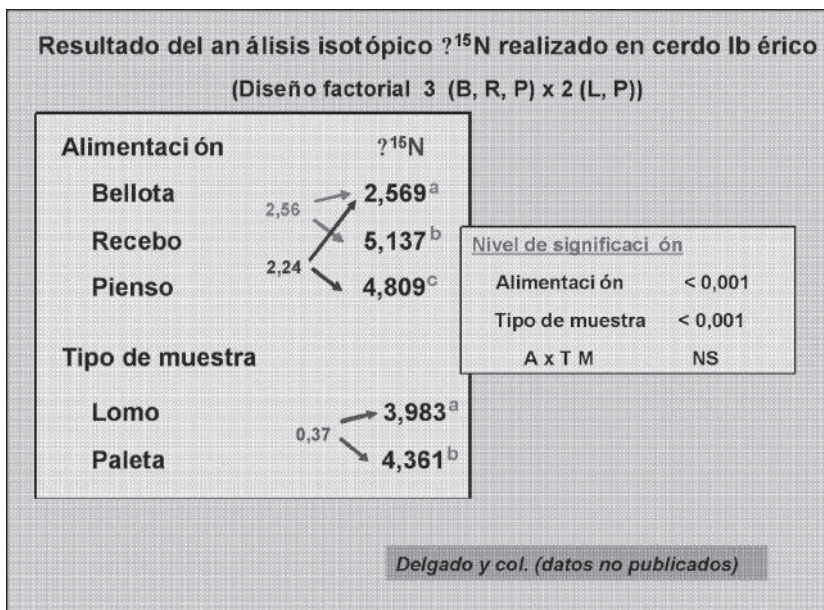 Resultado del an álisis isotópico ?¹⁵N realizado en cerdo Ib érico
(Diseño factorial 3 (B, R, P) x 2 (L, P))
Alimentaci ón ?¹⁵N
Bellota 2,569ᵃ
2,56
Recebo 5,137ᵇ
2,24
Pienso 4,809ᶜ
Tipo de muestra
Lomo 3,983ᵃ
0,37
Paleta 4,361ᵇ
Nivel de significaci ón
Alimentaci ón < 0,001
Tipo de muestra < 0,001
A x T M NS
Delgado y col. (datos no publicados)